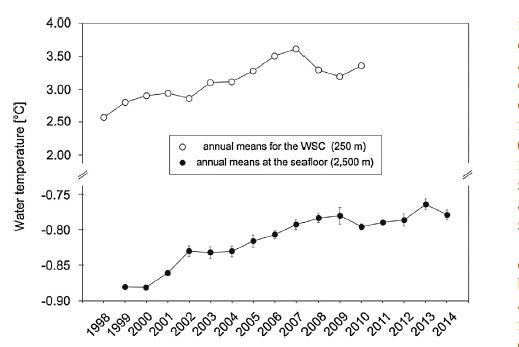 4.00
3.50
3.00
2.50
2.00
-0.75
-0.80
-0.85
-0.90
Water temperature [°C]
annual means for the WSC (250 m)
annual means at the seafloor (2,500 m)
1998 1999 2000 2001 2002 2003 2004 2005 2006 2007 2008 2009 2010 2011 2012 2013 2014